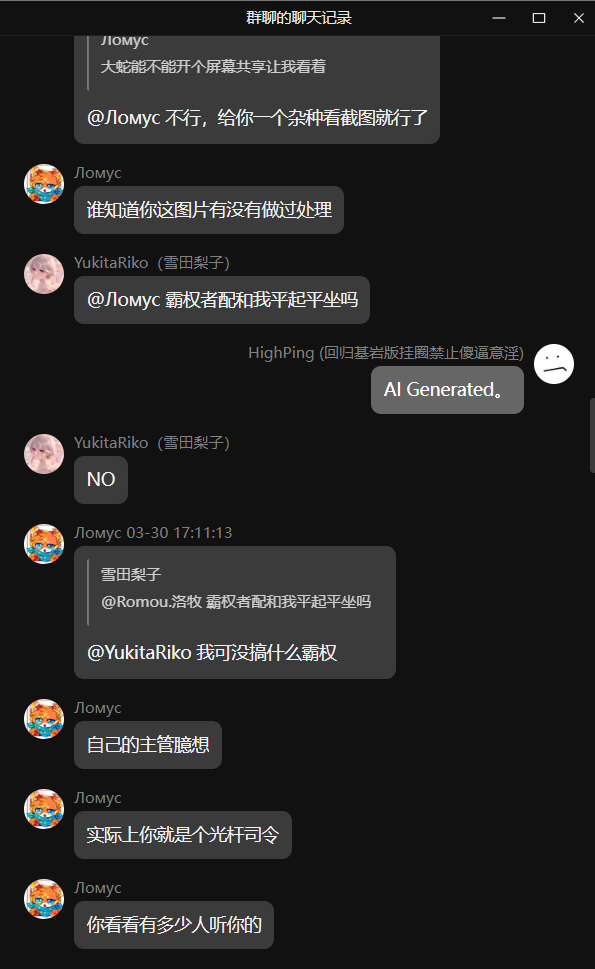 群聊的聊天记录
Ломус
大蛇能不能开个屏幕共享让我看着
@Ломус 不行，给你一个杂种看截图就行了
Ломус
谁知道你这图片有没有做过处理
YukitaRiko（雪田梨子）
@Ломус 霸权者配和我平起平坐吗
HighPing (回归基岩版挂圈禁止傻逼意淫)
AI Generated。
YukitaRiko（雪田梨子）
NO
Ломус 03-30 17:11:13
雪田梨子
@Romou.洛牧 霸权者配和我平起平坐吗
@YukitaRiko 我可没搞什么霸权
Ломус
自己的主管臆想
Ломус
实际上你就是个光杆司令
Ломус
你看看有多少人听你的